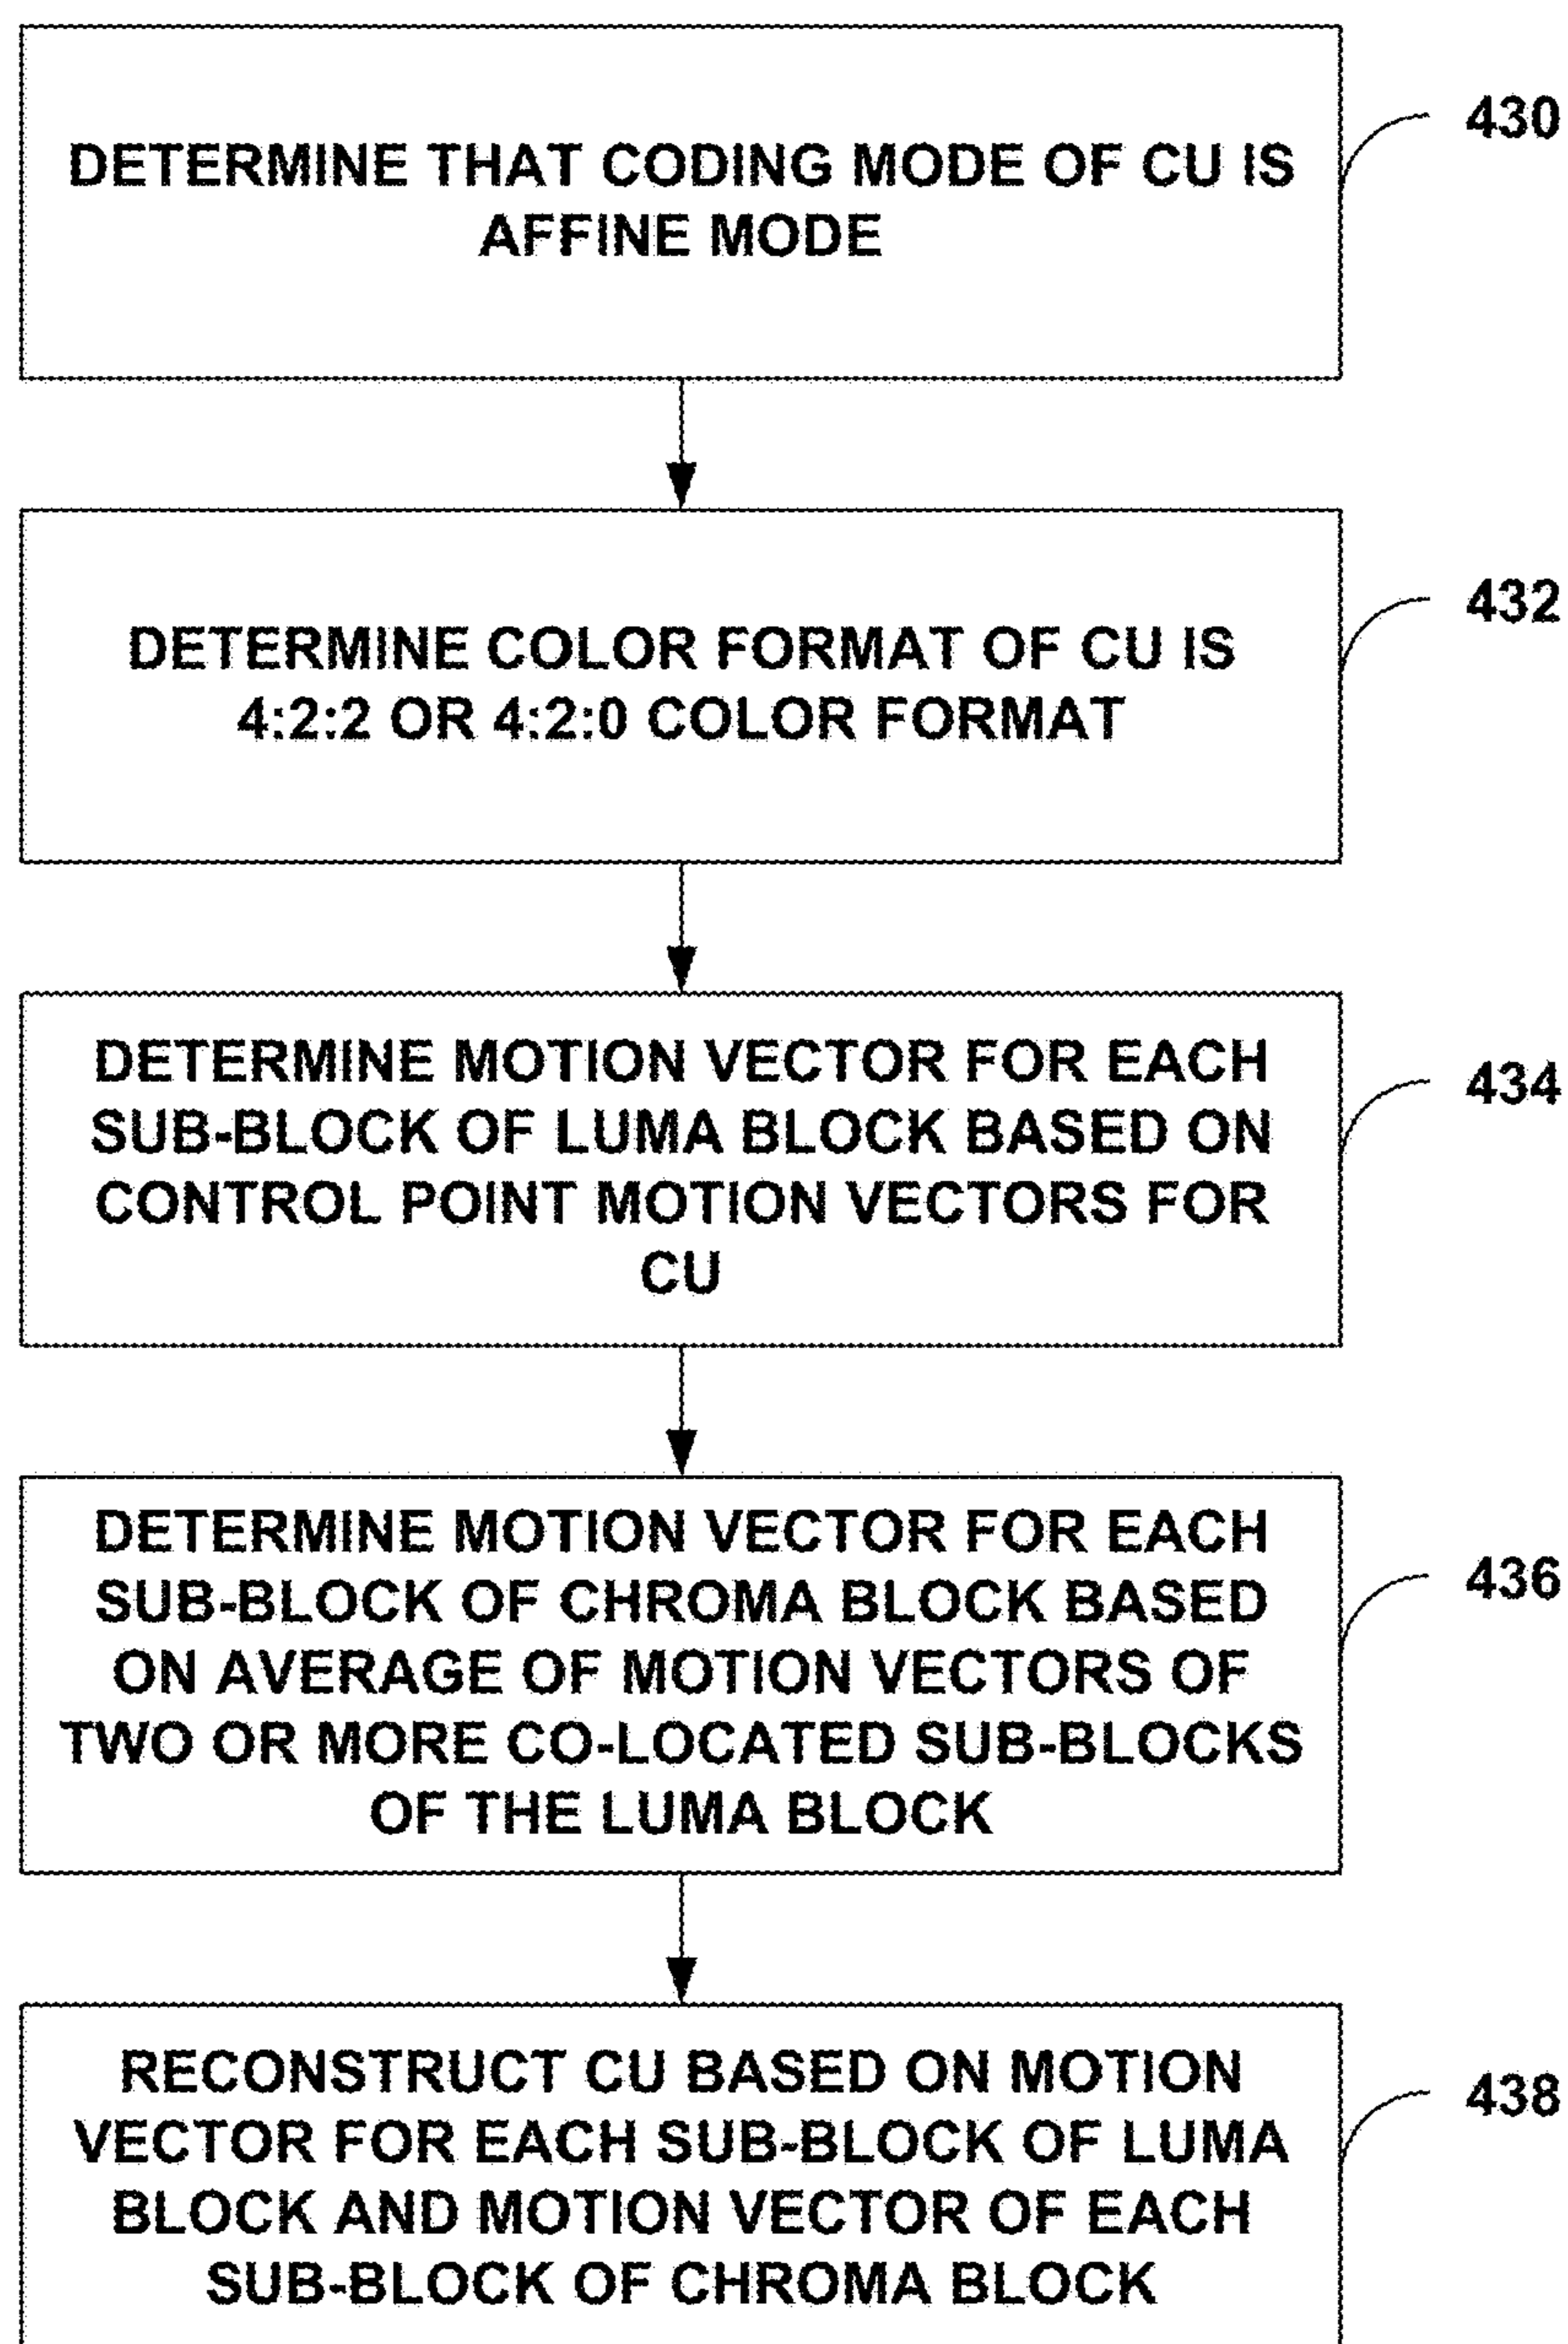 DETERMINE THAT CODING MODE OF CU IS
AFFINE MODE
430
DETERMINE COLOR FORMAT OF CU IS
4:2:2 OR 4:2:0 COLOR FORMAT
432
DETERMINE MOTION VECTOR FOR EACH
SUB-BLOCK OF LUMA BLOCK BASED ON
CONTROL POINT MOTION VECTORS FOR
CU
434
DETERMINE MOTION VECTOR FOR EACH
SUB-BLOCK OF CHROMA BLOCK BASED
ON AVERAGE OF MOTION VECTORS OF
TWO OR MORE CO-LOCATED SUB-BLOCKS
OF THE LUMA BLOCK
436
RECONSTRUCT CU BASED ON MOTION
VECTOR FOR EACH SUB-BLOCK OF LUMA
BLOCK AND MOTION VECTOR OF EACH
SUB-BLOCK OF CHROMA BLOCK
438